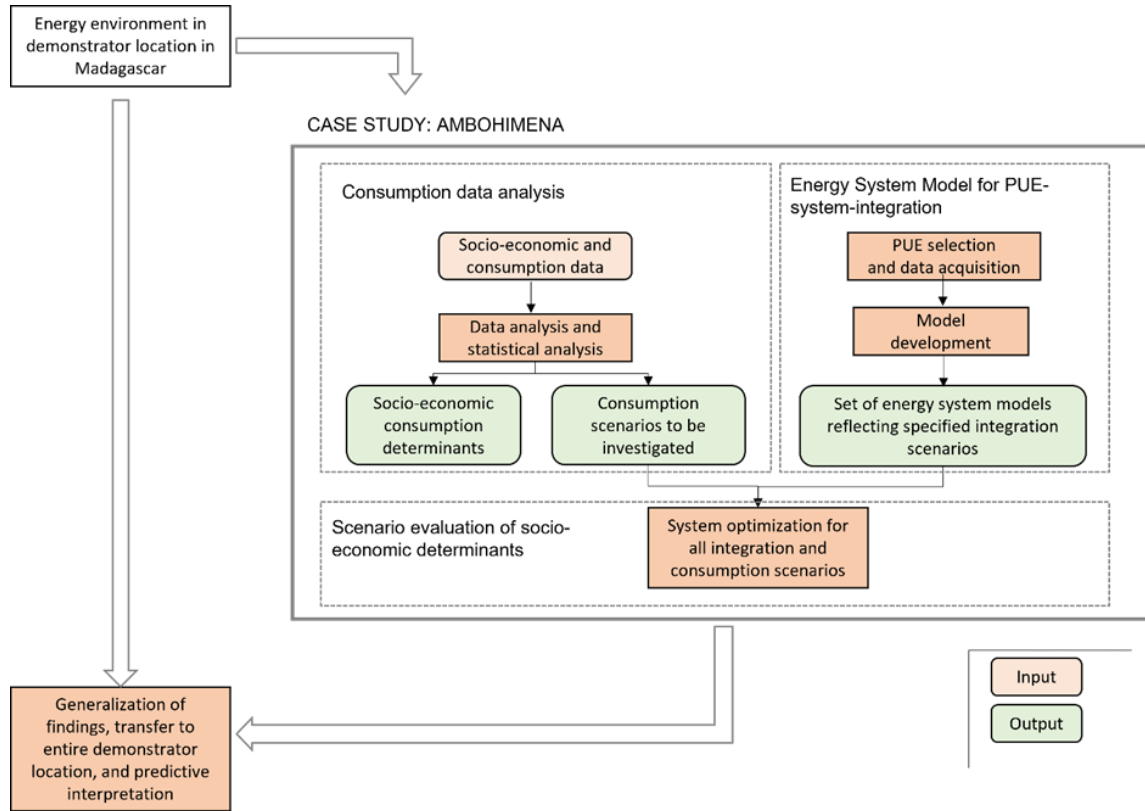 Energy environment in
demonstrator location in
Madagascar
CASE STUDY: AMBOHIMENA
Consumption data analysis
Socio-economic and
consumption data
Data analysis and
statistical analysis
Socio-economic
consumption
determinants
Consumption
scenarios to be
investigated
Energy System Model for PUE-
system-integration
PUE selection
and data acquisition
Model
development
Set of energy system models
reflecting specified integration
scenarios
Scenario evaluation of socio-
economic determinants
System optimization for
all integration and
consumption scenarios
Generalization of
findings, transfer to
entire demonstrator
location, and predictive
interpretation
Input
Output